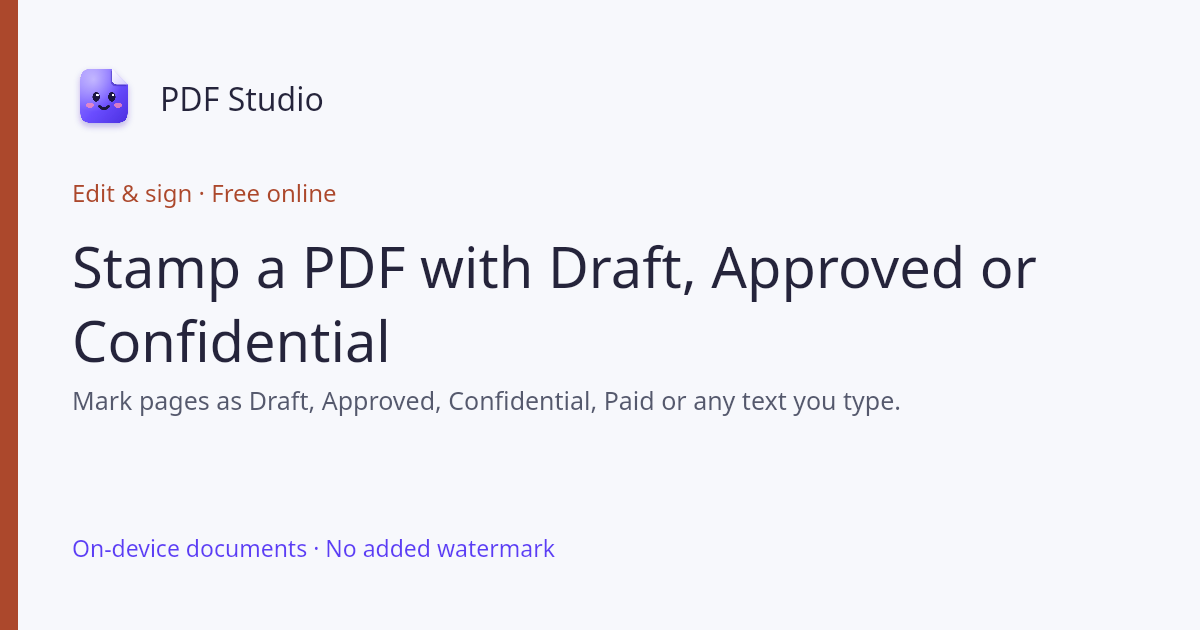 PDF Studio
Edit & sign · Free online
Stamp a PDF with Draft, Approved or
Confidential
Mark pages as Draft, Approved, Confidential, Paid or any text you type.
On-device documents · No added watermark